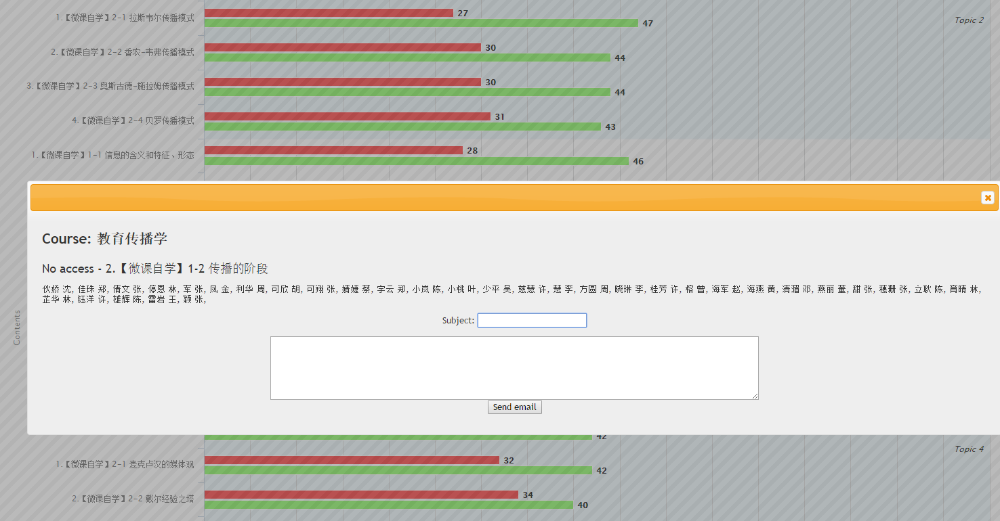 1.【微课自学】2-1 拉斯韦尔传播模式
27
47
Topic 2
2.【微课自学】2-2 香农-韦弗传播模式
30
44
3.【微课自学】2-3 奥斯古德-施拉姆传播模式
30
44
4.【微课自学】2-4 贝罗传播模式
31
43
1.【微课自学】1-1 信息的含义和特征、形态
28
46
Course: 教育传播学
No access - 2.【微课自学】1-2 传播的阶段
伙娇 沈, 佳珠 郑, 倩文 张, 停恩 林, 军 张, 凤 金, 利华 周, 可欣 胡, 可翔 张, 婧婕 蔡, 宇云 郑, 小岚 陈, 小桃 叶, 少平 吴, 慈慧 许, 慧 李, 方圆 周, 晓琳 李, 桂芳 许, 榕 曾, 海军 赵, 海燕 黄, 清湄 邓, 燕丽 董, 甜 张, 穗珊 张, 立耿 陈, 育晴 林,
芷华 林, 钰洋 许, 雄辉 陈, 雷岩 王, 颖 张,
Contents
Subject:
Send email
42
Topic 4
1.【微课自学】2-1 麦克卢汉的媒体观
32
42
2.【微课自学】2-2 戴尔经验之塔
34
40